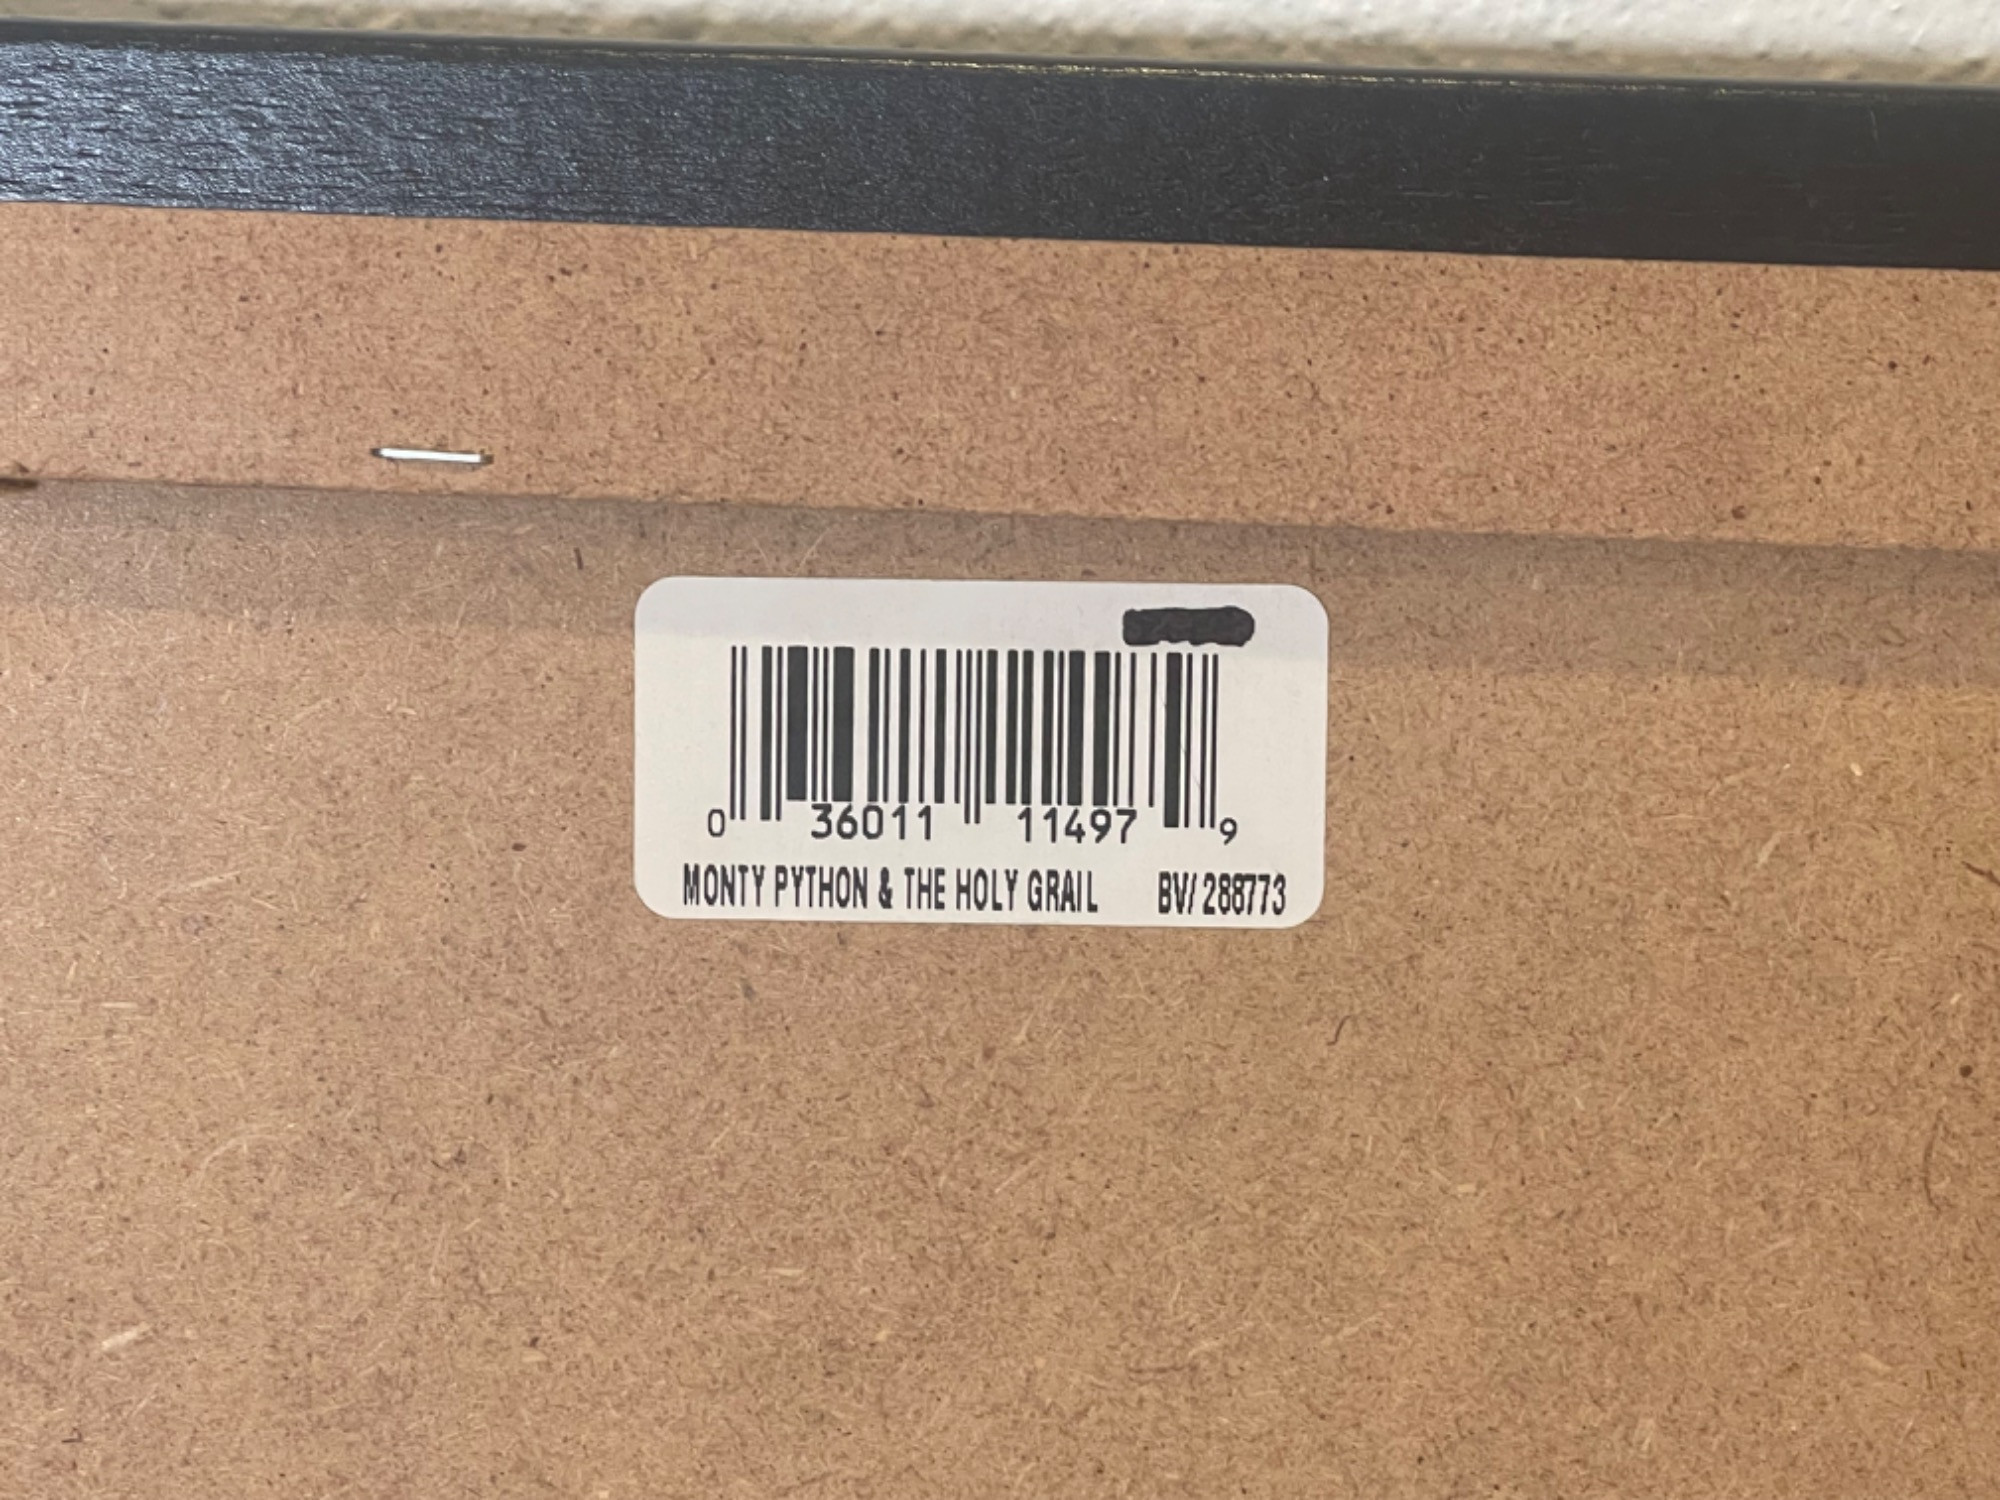 0 36011 11497 9
MONTY PYTHON & THE HOLY GRAIL BV/288773